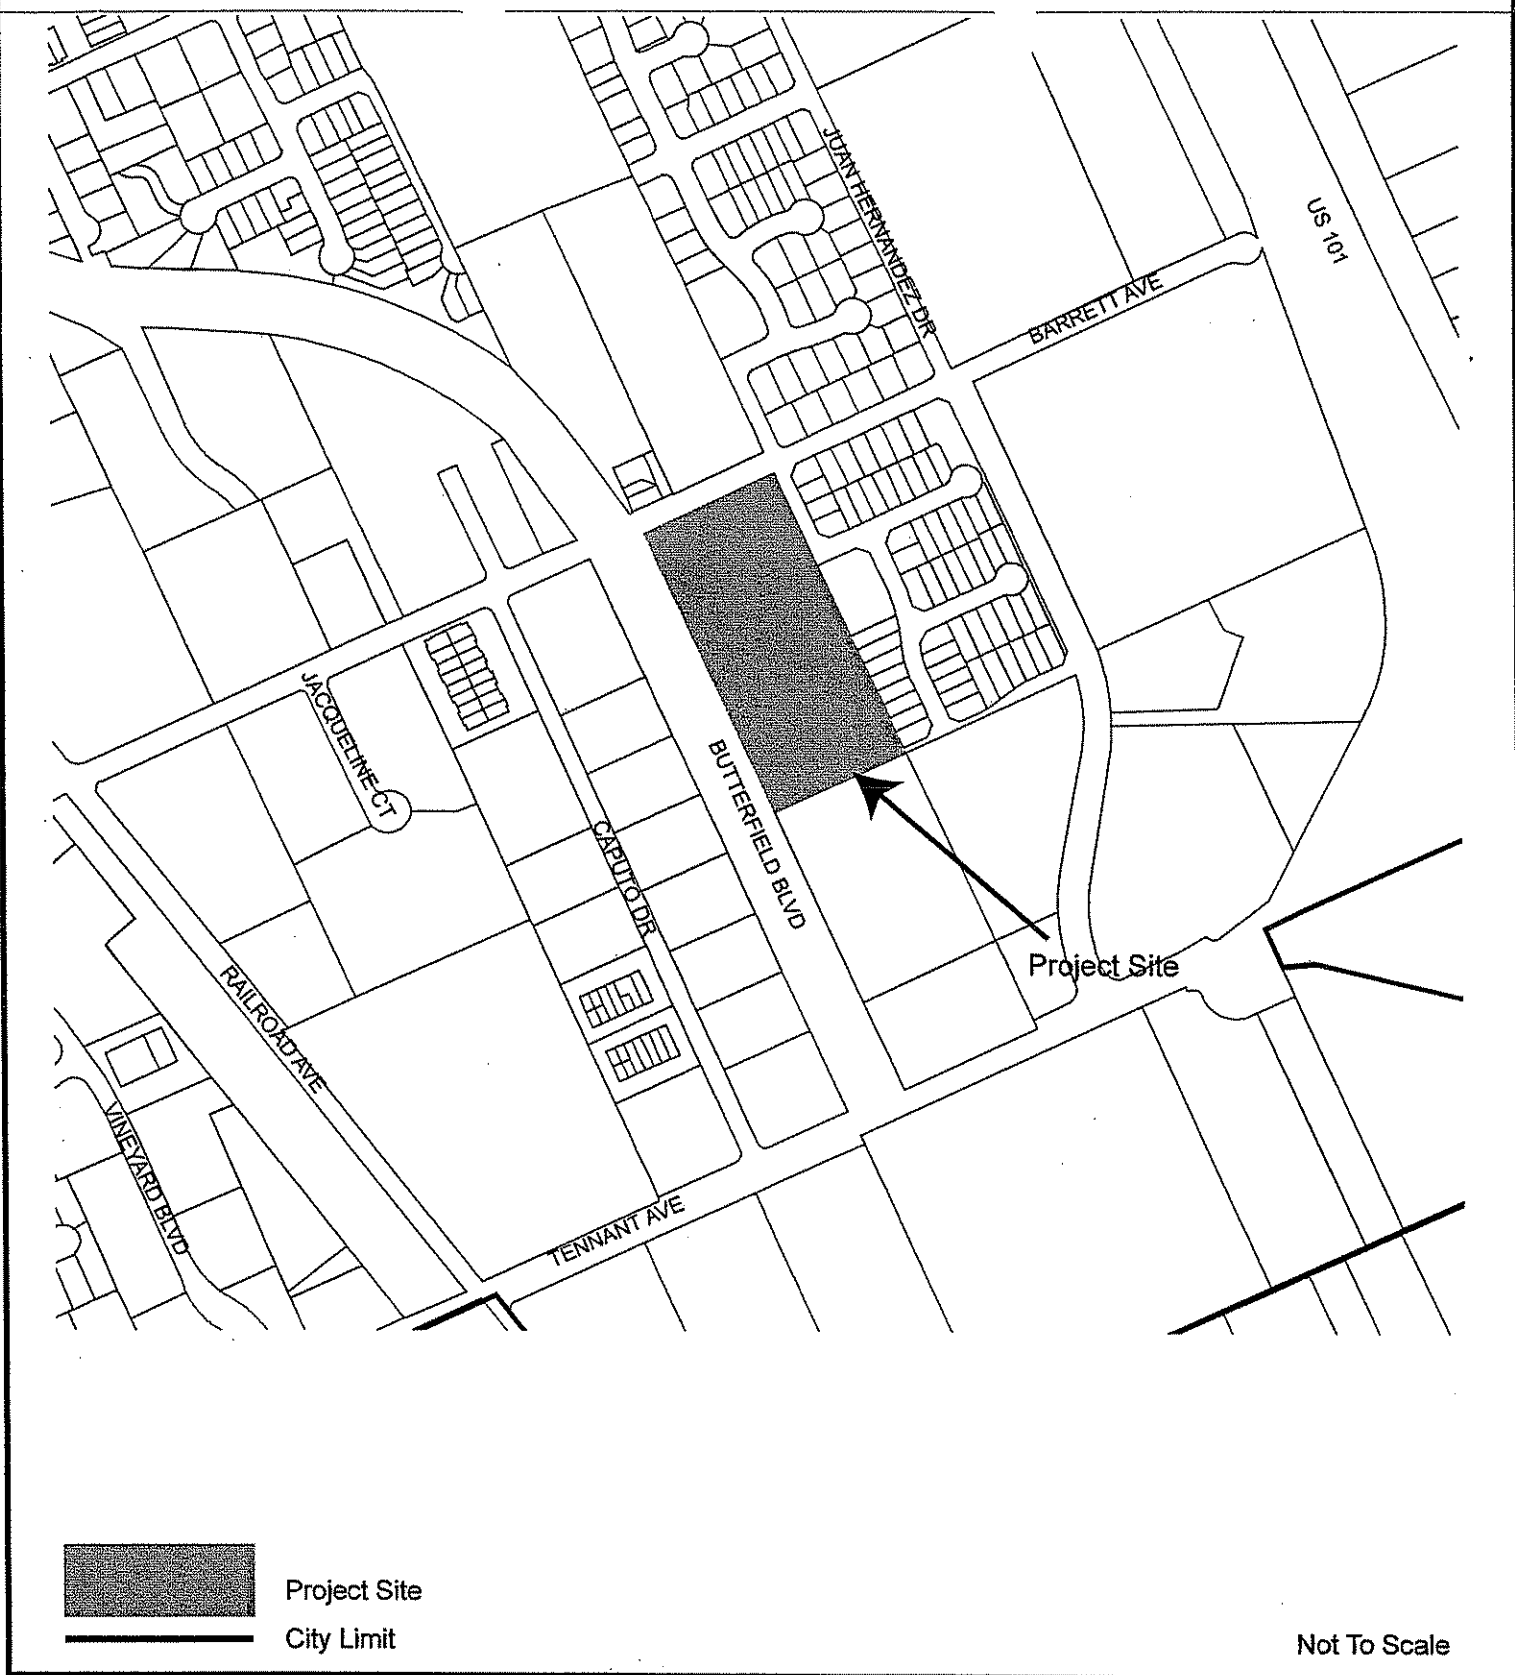 JUAN HERNANDEZ DR
US 101
BARRETT AVE
JACQUELINE CT
BUTTERFIELD BLVD
CAPUTO DR
Project Site
RAILROAD AVE
VINEYARD BLVD
TENNANT AVE
Project Site
City Limit
Not To Scale